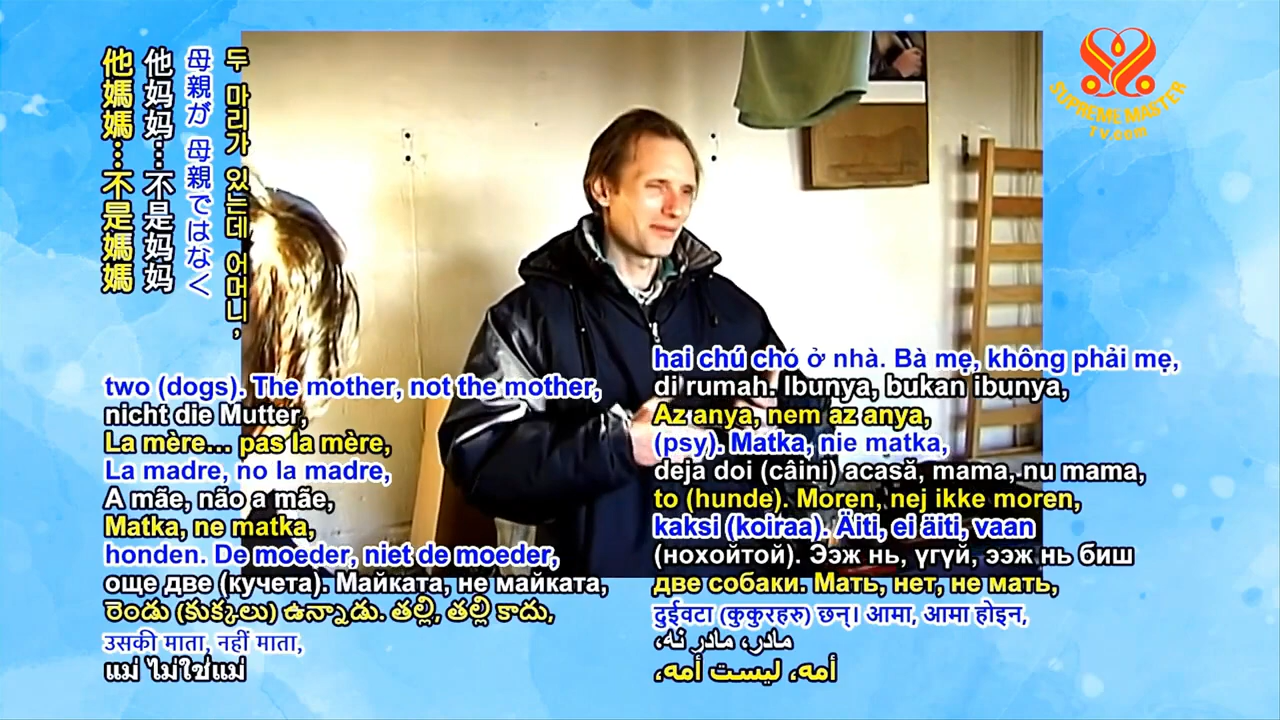 他媽媽…不是媽媽
他妈妈…不是妈妈
母親が 母親ではなく
두 마리가 있는데 어머니,
SUPREME MASTER
TV.com
two (dogs). The mother, not the mother,
nicht die Mutter,
La mère... pas la mère,
La madre, no la madre,
A mãe, não a mãe,
Matka, ne matka,
honden. De moeder, niet de moeder,
още две (кучета). Майката, не майката,
రెండు (కుక్కలు) ఉన్నాడు. తల్లి, తల్లి కాదు,
उसकी माता, नहीं माता,
แม่ ไม่ใช่แม่
hai chú chó ở nhà. Bà mẹ, không phải mẹ,
di rumah. Ibunya, bukan ibunya,
Az anya, nem az anya,
(psy). Matka, nie matka,
deja doi (câini) acasă, mama, nu mama,
to (hunde). Moren, nej ikke moren,
kaksi (koiraa). Äiti, ei äiti, vaan
(нохойтой). Ээж нь, үгүй, ээж нь биш
две собаки. Мать, нет, не мать,
दुईवटा (कुकुरहरु) छन्। आमा, आमा होइन,
مادر، مادر نه،
أمه، ليست أمه،